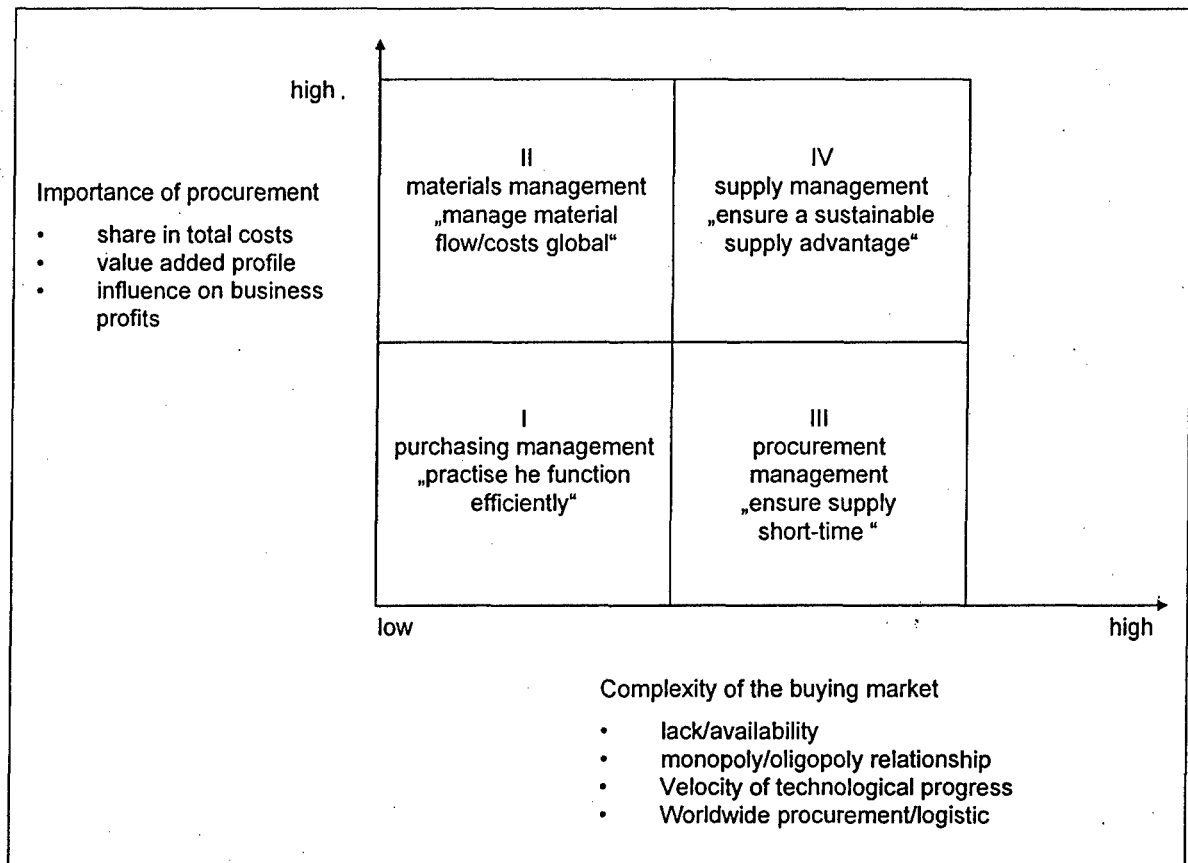 high
Importance of procurement
• share in total costs
• value added profile
• influence on business
profits
II
materials management
„manage material
flow/costs global“
IV
supply management
„ensure a sustainable
supply advantage“
I
purchasing management
„practise he function
efficiently“
III
procurement
management
„ensure supply
short-time “
low
high
Complexity of the buying market
• lack/availability
• monopoly/oligopoly relationship
• Velocity of technological progress
• Worldwide procurement/logistic